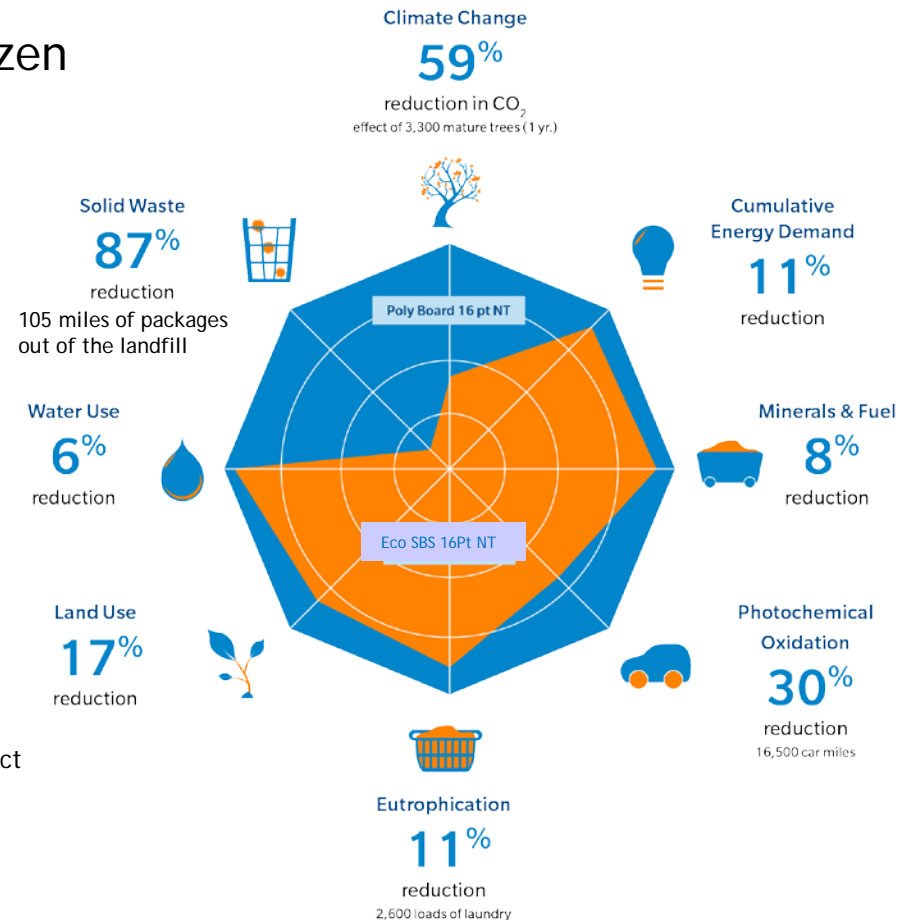 Climate Change
zen
59%
reduction in CO2
effect of 3,300 mature trees (1 yr.)
Solid Waste
87%
reduction
105 miles of packages
out of the landfill
Cumulative
Energy Demand
11%
reduction
Poly Board 16 pt NT
Water Use
6%
reduction
Minerals & Fuel
8%
reduction
Eco SBS 16Pt NT
Land Use
17%
reduction
Photochemical
Oxidation
30%
reduction
16,500 car miles
ct
Eutrophication
11%
reduction
2,600 loads of laundry